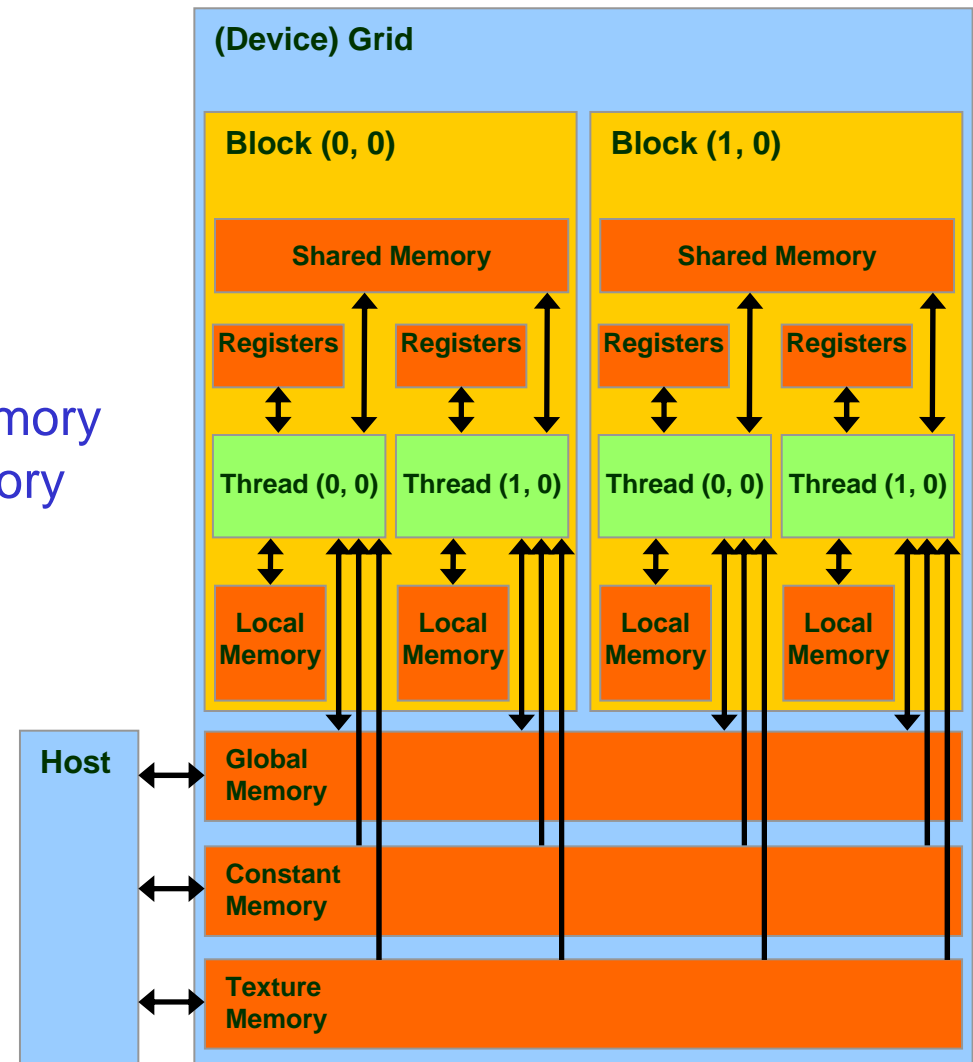 (Device) Grid
Block (0, 0)
Block (1, 0)
Shared Memory
Shared Memory
Registers
Registers
Registers
Registers
Thread (0, 0)
Thread (1, 0)
Thread (0, 0)
Thread (1, 0)
Local
Memory
Local
Memory
Local
Memory
Local
Memory
Host
Global
Memory
Constant
Memory
Texture
Memory